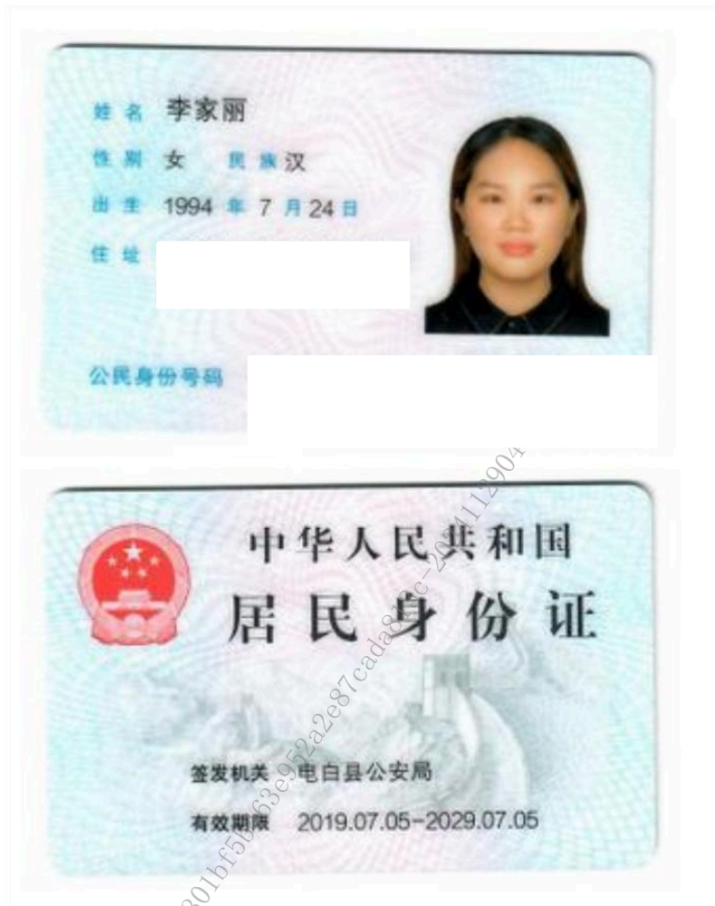 姓名 李家丽
性别 女 民族 汉
出生 1994 年 7 月 24 日
住址
公民身份号码
中华人民共和国
居民身份证
签发机关 电白县公安局
有效期限 2019.07.05-2029.07.05